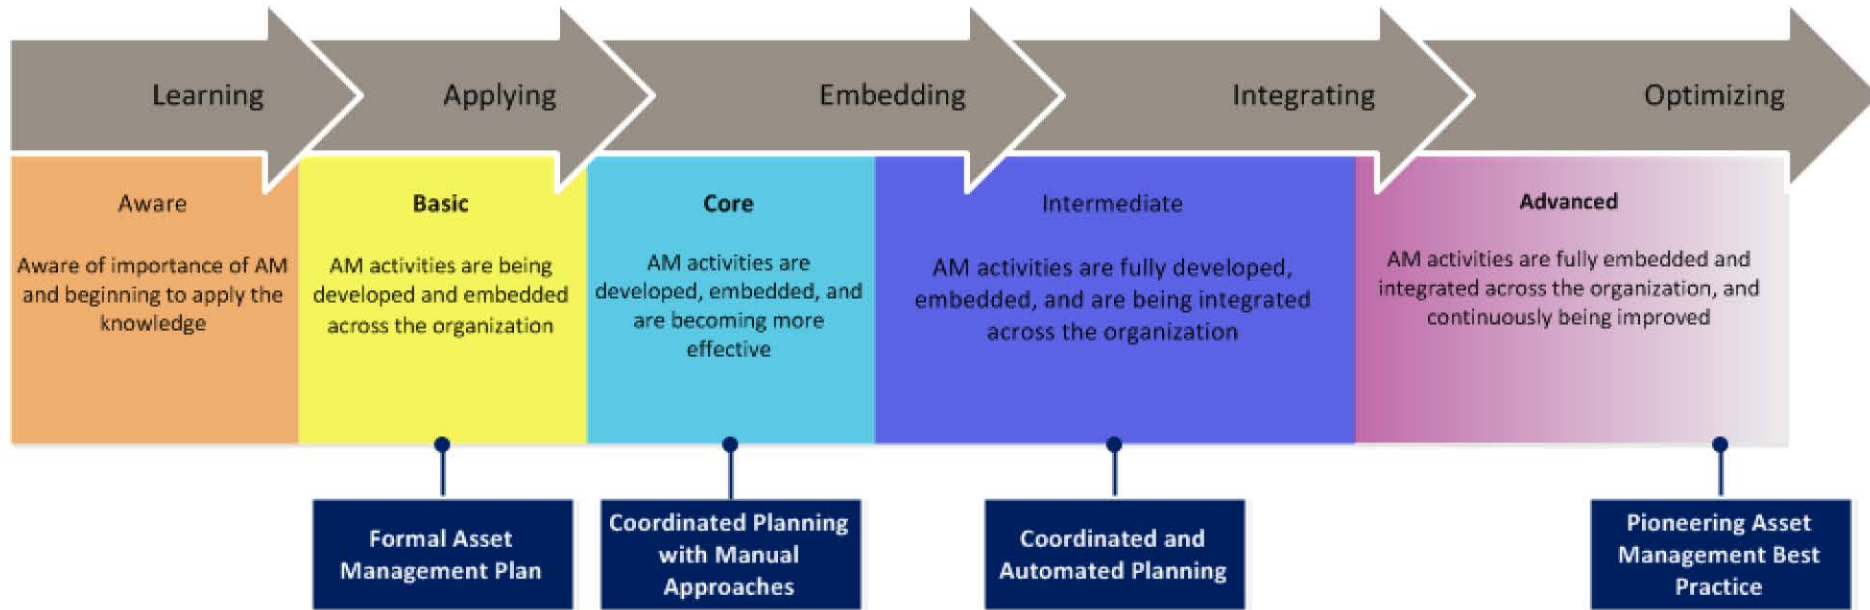 Learning
Applying
Embedding
Integrating
Optimizing
Aware
Aware of importance of AM
and beginning to apply the
knowledge
Basic
AM activities are being
developed and embedded
across the organization
Core
AM activities are
developed, embedded, and
are becoming more
effective
Intermediate
AM activities are fully developed,
embedded, and are being integrated
across the organization
Advanced
AM activities are fully embedded and
integrated across the organization, and
continuously being improved
Formal Asset
Management Plan
Coordinated Planning
with Manual
Approaches
Coordinated and
Automated Planning
Pioneering Asset
Management Best
Practice